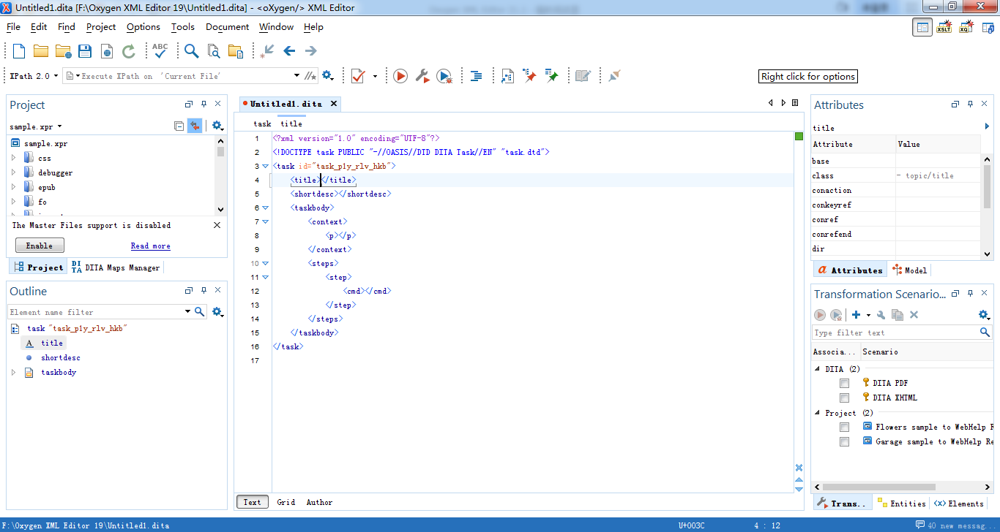 Untitled1.dita [F:\Oxygen XML Editor 19\Untitled1.dita] - <oXygen/> XML Editor
File Edit Find Project Options Tools Document Window Help
XSLT XQ
ABC
XPath 2.0 Execute XPath on 'Current File'
Right click for options
Project
sample.xpr
sample.xpr
css
debugger
epub
fo
The Master Files support is disabled
Enable Read more
Project DITA Maps Manager
Outline
Element name filter
task "task_p1y_rlv_hkb"
title
shortdesc
taskbody
Untitled1.dita
task title
1 <?xml version="1.0" encoding="UTF-8"?>
2 <!DOCTYPE task PUBLIC "-//OASIS//DTD DITA Task//EN" "task.dtd">
3 <task id="task_p1y_rlv_hkb">
4 <title></title>
5 <shortdesc></shortdesc>
6 <taskbody>
7 <context>
8 <p></p>
9 </context>
10 <steps>
11 <step>
12 <cmd></cmd>
13 </step>
14 </steps>
15 </taskbody>
16 </task>
17
Text Grid Author
Attributes
title
Attribute Value
base
class - topic/title
conaction
conkeyref
conref
conrefend
dir
Attributes Model
Transformation Scenario...
Type filter text
Associa... Scenario
DITA (2)
DITA PDF
DITA XHTML
Project (2)
Flowers sample to WebHelp R
Garage sample to WebHelp Re
Trans.. Entities Elements
F:\Oxygen XML Editor 19\Untitled1.dita U+003C 4 : 12 40 new messag...